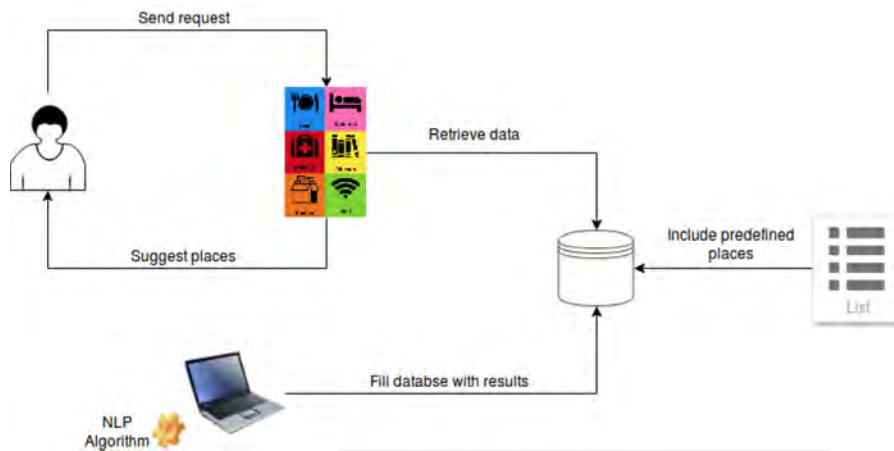 Send request
Retrieve data
Suggest places
Include predefined
places
List
Fill databse with results
NLP
Algorithm